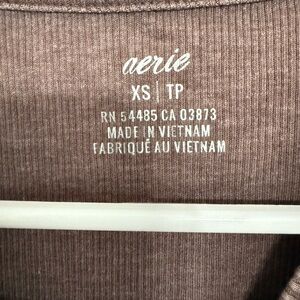 aerie
XS | TP
RN 54485 CA 03873
MADE IN VIETNAM
FABRIQUÉ AU VIETNAM